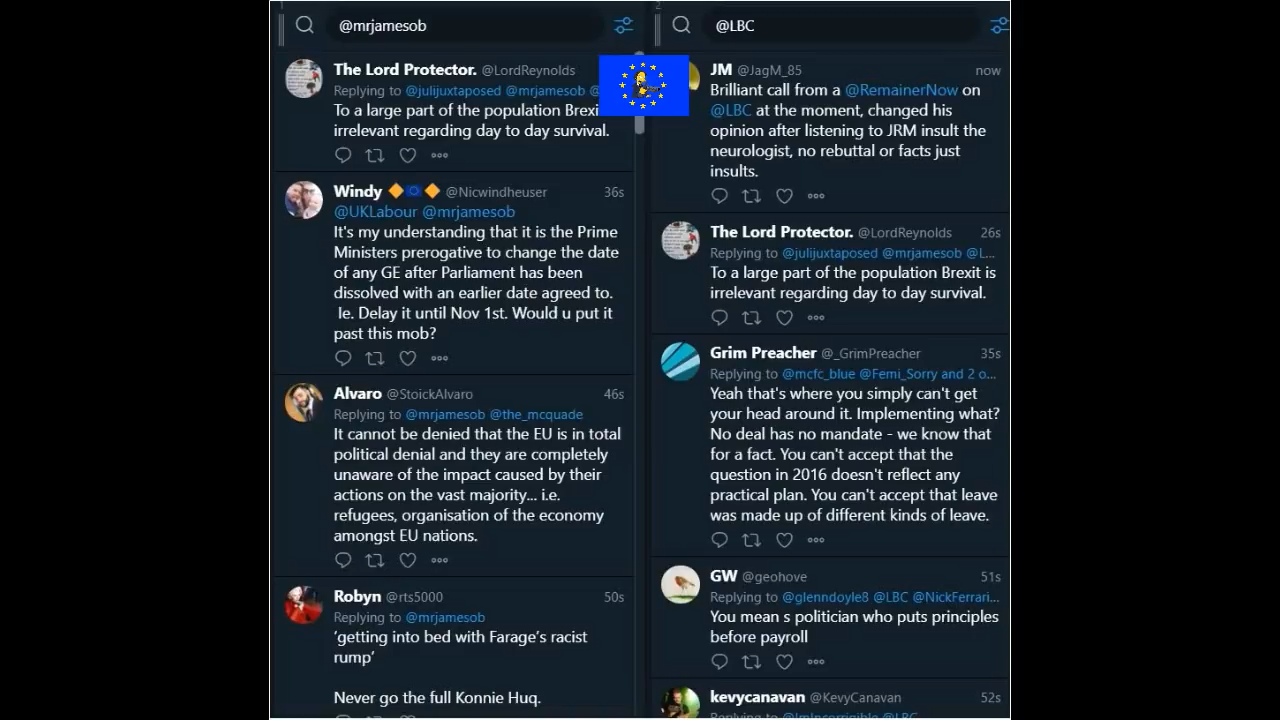 1
@mrjamesob
The Lord Protector. @LordReynolds
Replying to @julijuxtaposed @mrjamesob @
To a large part of the population Brexi
irrelevant regarding day to day survival.
Windy @Nicwindheuser 36s
@UKLabour @mrjamesob
It's my understanding that it is the Prime
Ministers prerogative to change the date
of any GE after Parliament has been
dissolved with an earlier date agreed to.
Ie. Delay it until Nov 1st. Would u put it
past this mob?
Alvaro @StoickAlvaro 46s
Replying to @mrjamesob @the_mcquade
It cannot be denied that the EU is in total
political denial and they are completely
unaware of the impact caused by their
actions on the vast majority... i.e.
refugees, organisation of the economy
amongst EU nations.
Robyn @rts5000 50s
Replying to @mrjamesob
‘getting into bed with Farage’s racist
rump’
Never go the full Konnie Huq.
2
@LBC
JM @JagM_85 now
Brilliant call from a @RemainerNow on
@LBC at the moment, changed his
opinion after listening to JRM insult the
neurologist, no rebuttal or facts just
insults.
The Lord Protector. @LordReynolds 26s
Replying to @julijuxtaposed @mrjamesob @L...
To a large part of the population Brexit is
irrelevant regarding day to day survival.
Grim Preacher @_GrimPreacher 35s
Replying to @mcfc_blue @Femi_Sorry and 2 o...
Yeah that's where you simply can't get
your head around it. Implementing what?
No deal has no mandate - we know that
for a fact. You can't accept that the
question in 2016 doesn't reflect any
practical plan. You can't accept that leave
was made up of different kinds of leave.
GW @geohove 51s
Replying to @glenndoyle8 @LBC @NickFerrari...
You mean s politician who puts principles
before payroll
kevycanavan @KevyCanavan 52s
Replying to @ImIncorrigible @LBC